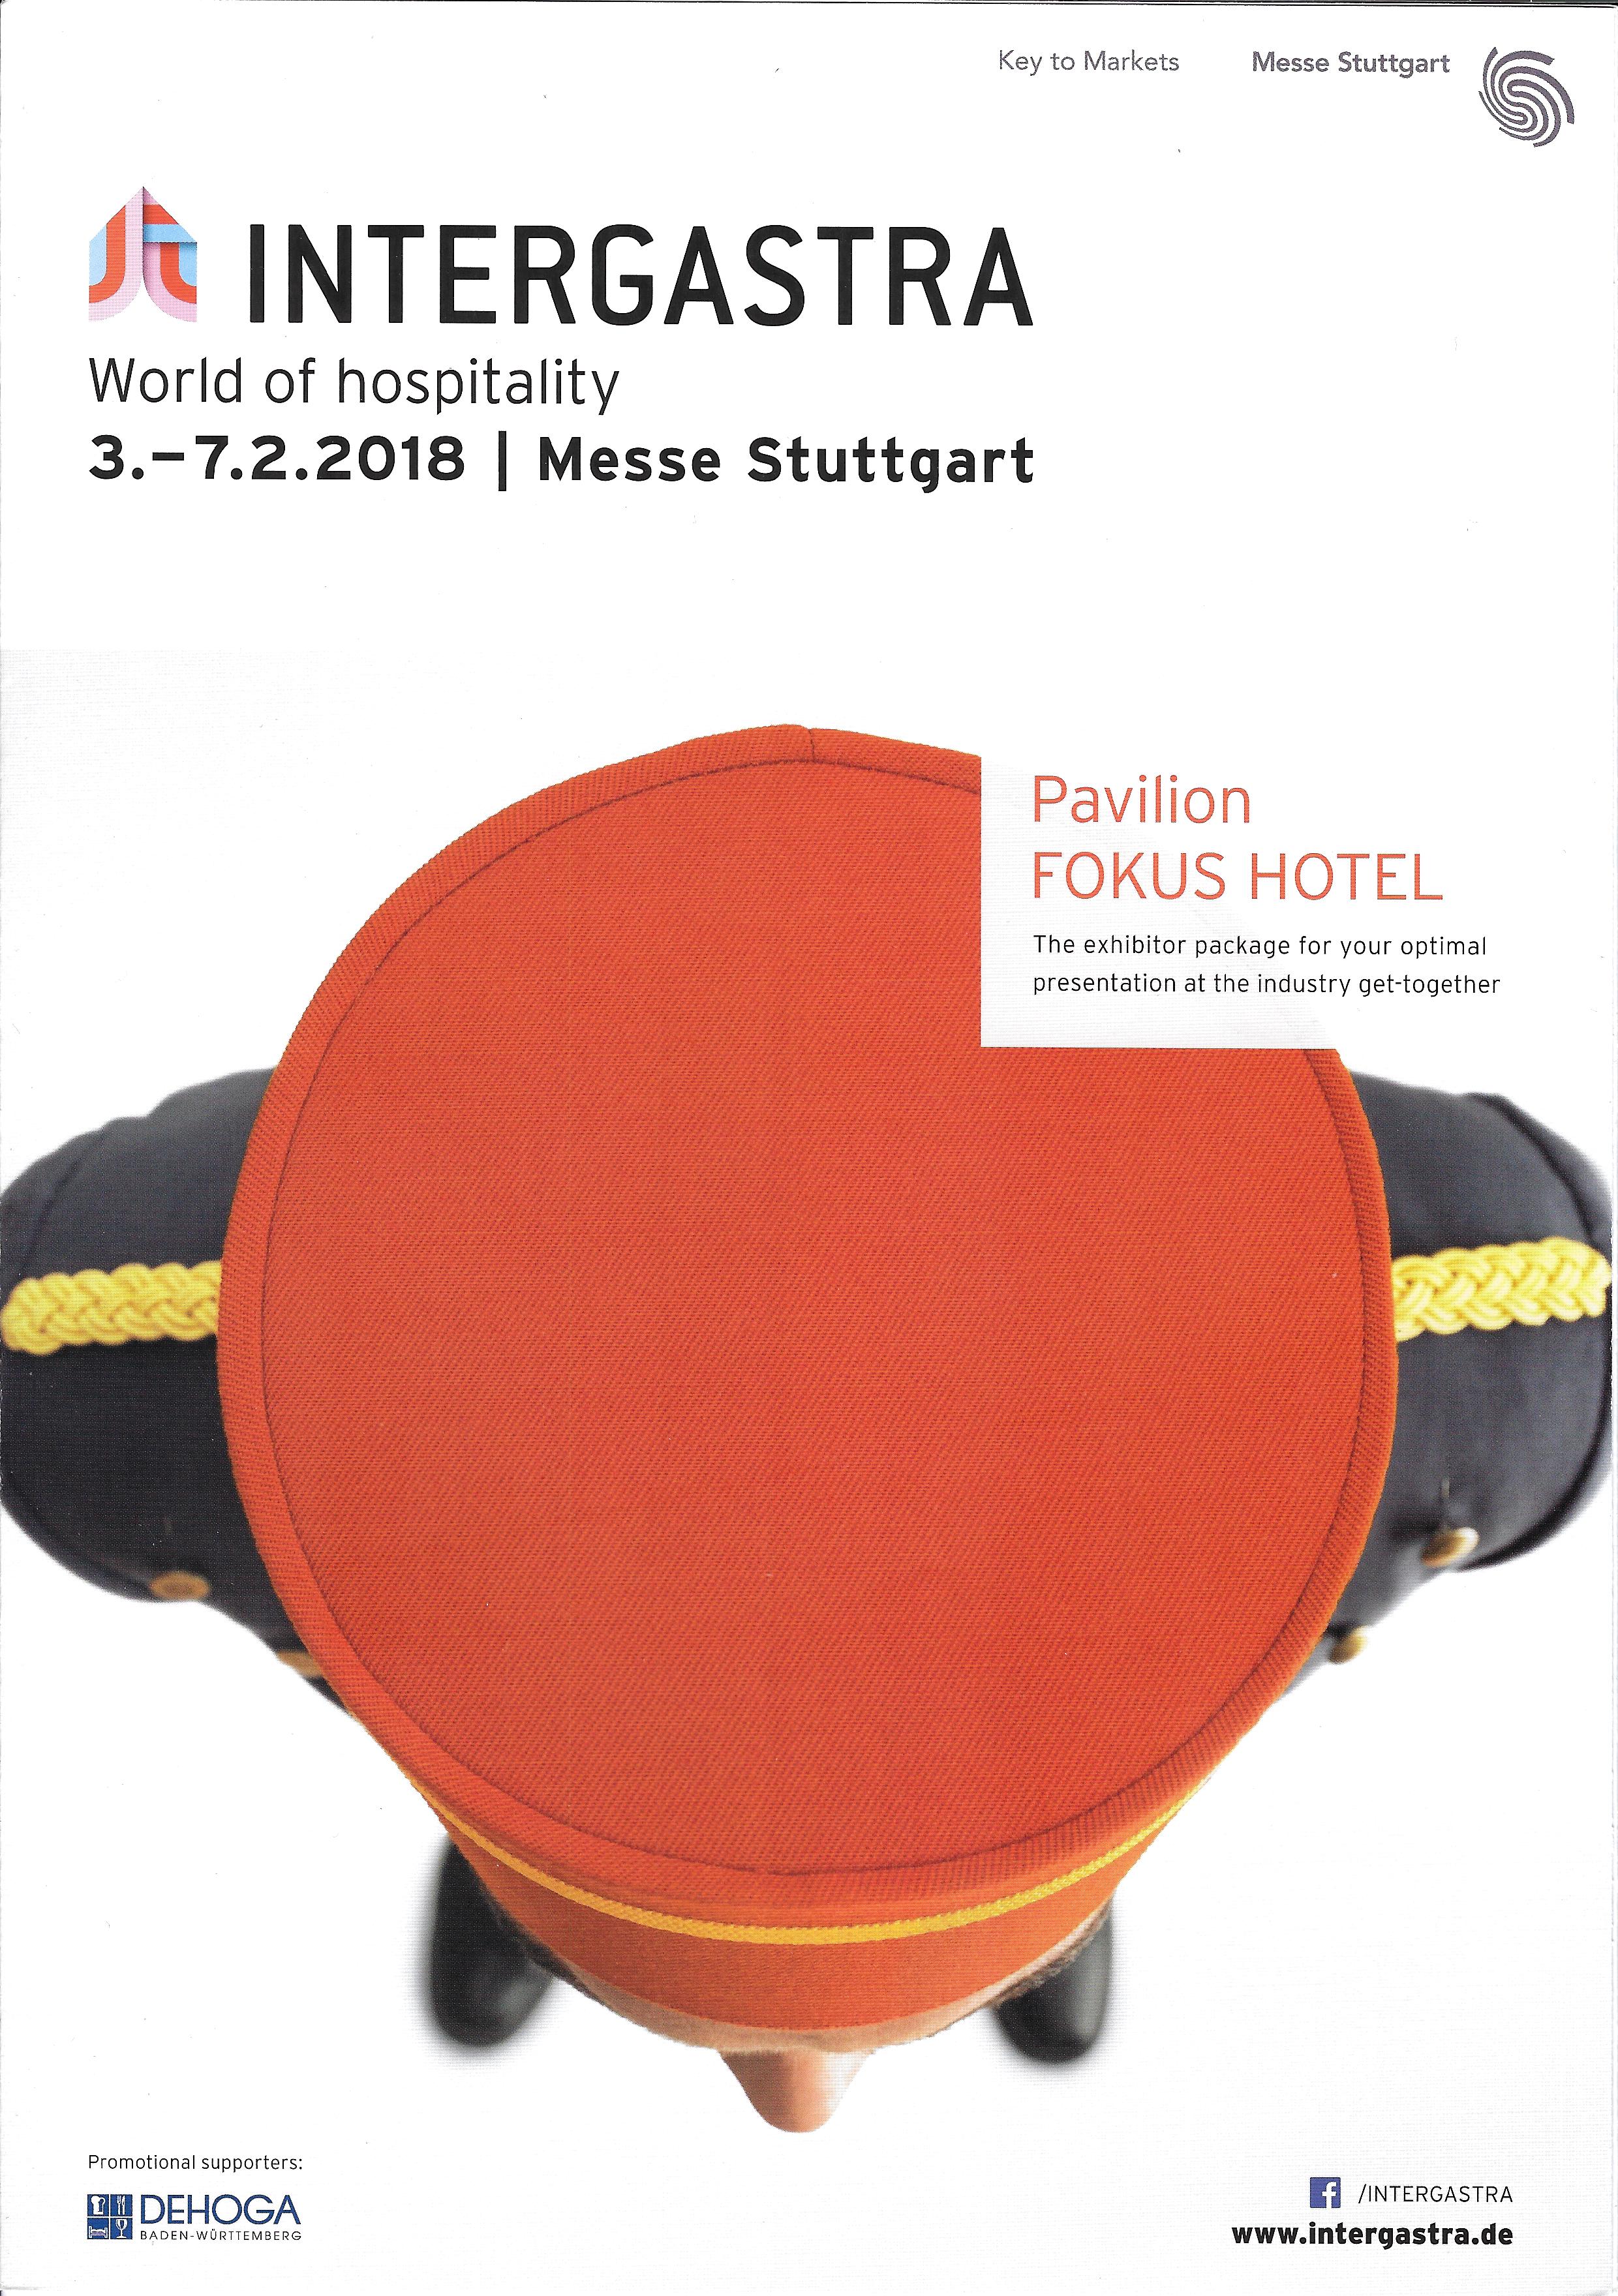 Key to Markets
Messe Stuttgart
INTERGASTRA
World of hospitality
3.–7.2.2018 | Messe Stuttgart
Pavilion
FOKUS HOTEL
The exhibitor package for your optimal
presentation at the industry get-together
Promotional supporters:
DEHOGA
BADEN-WÜRTTEMBERG
/INTERGASTRA
www.intergastra.de